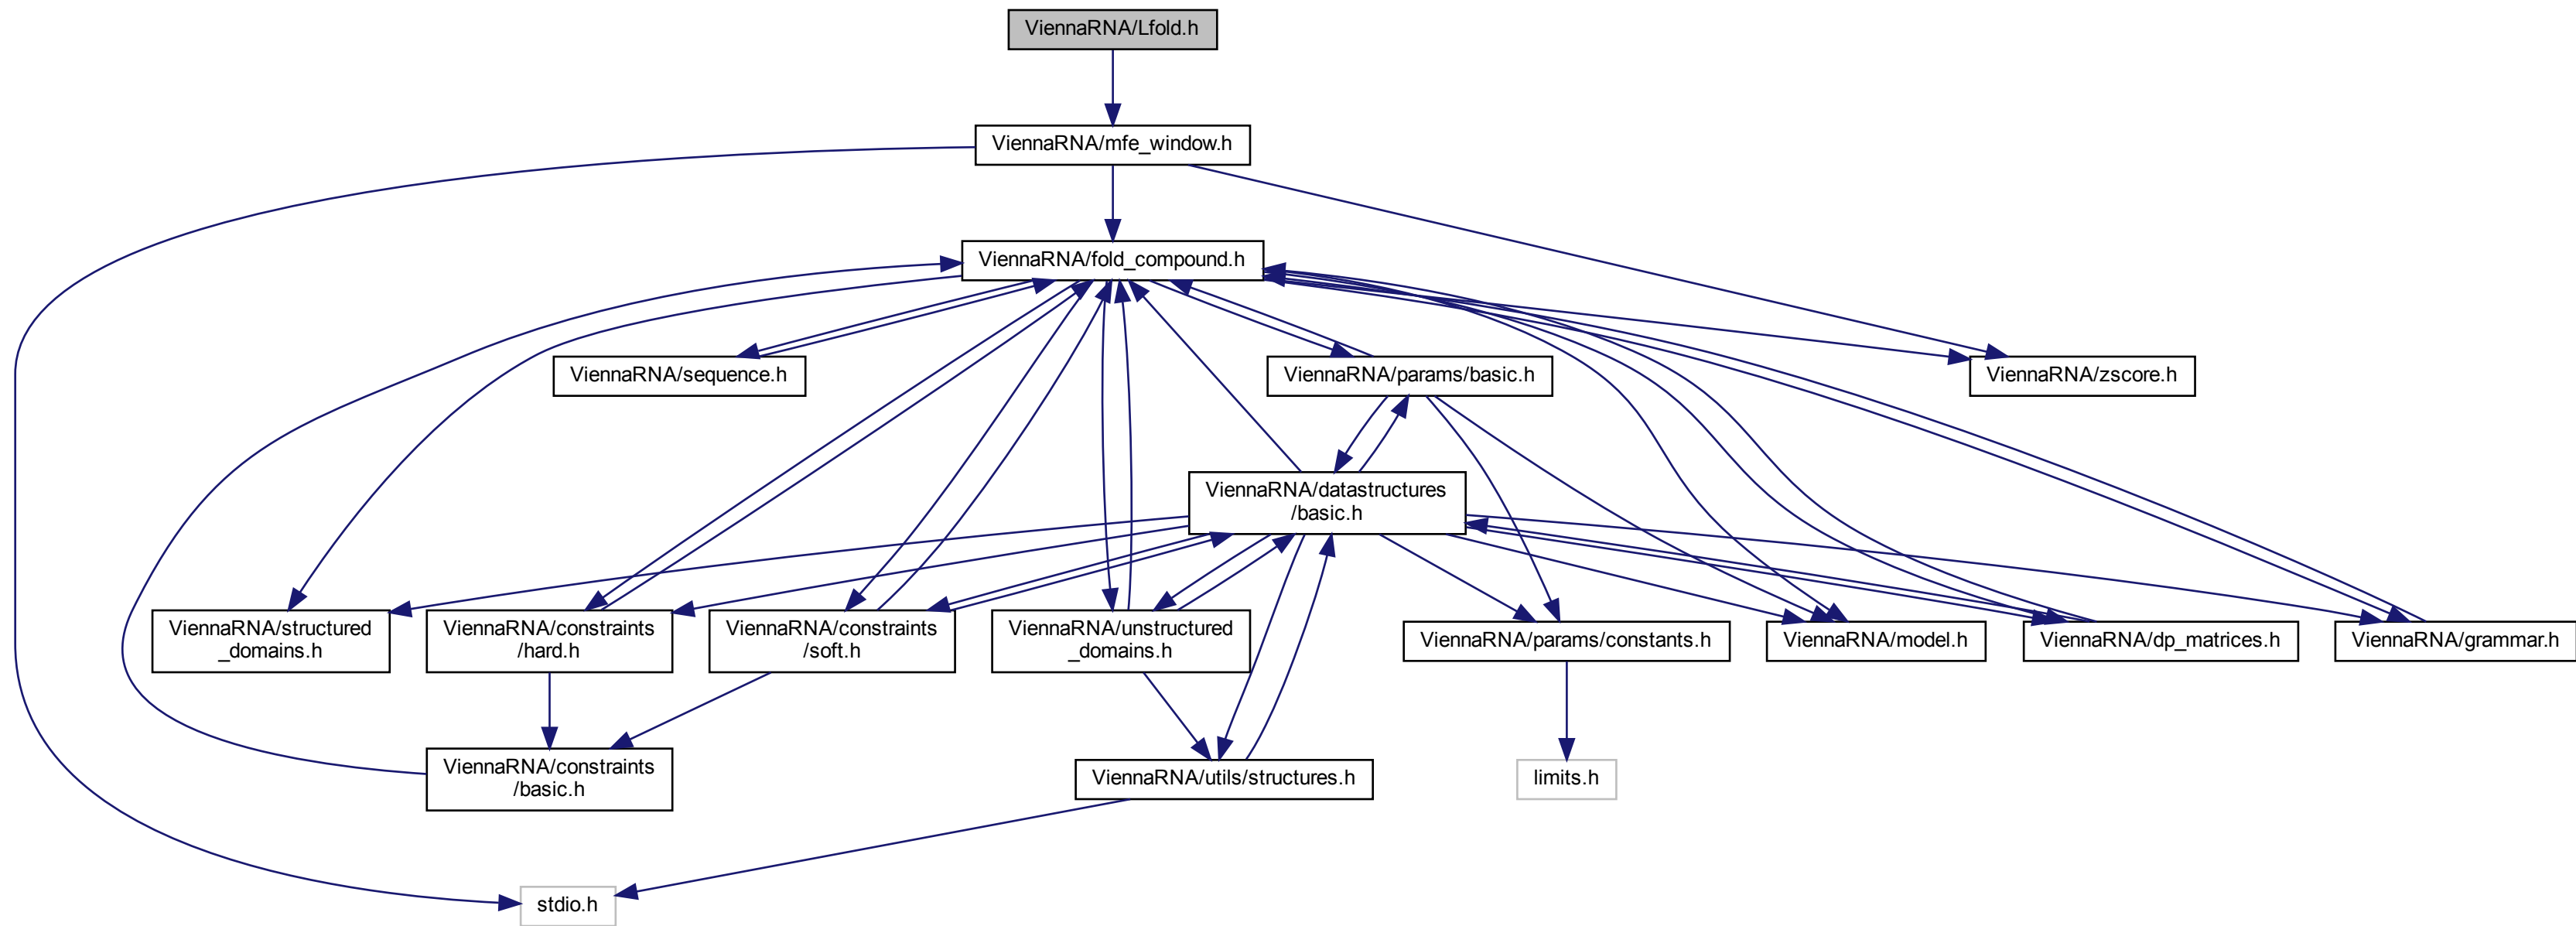 ViennaRNA/Lfold.h
ViennaRNA/mfe_window.h
ViennaRNA/fold_compound.h
ViennaRNA/sequence.h
ViennaRNA/params/basic.h
ViennaRNA/zscore.h
ViennaRNA/datastructures
/basic.h
ViennaRNA/structured
_domains.h
ViennaRNA/constraints
/hard.h
ViennaRNA/constraints
/soft.h
ViennaRNA/unstructured
_domains.h
ViennaRNA/params/constants.h
ViennaRNA/model.h
ViennaRNA/dp_matrices.h
ViennaRNA/grammar.h
ViennaRNA/constraints
/basic.h
ViennaRNA/utils/structures.h
limits.h
stdio.h